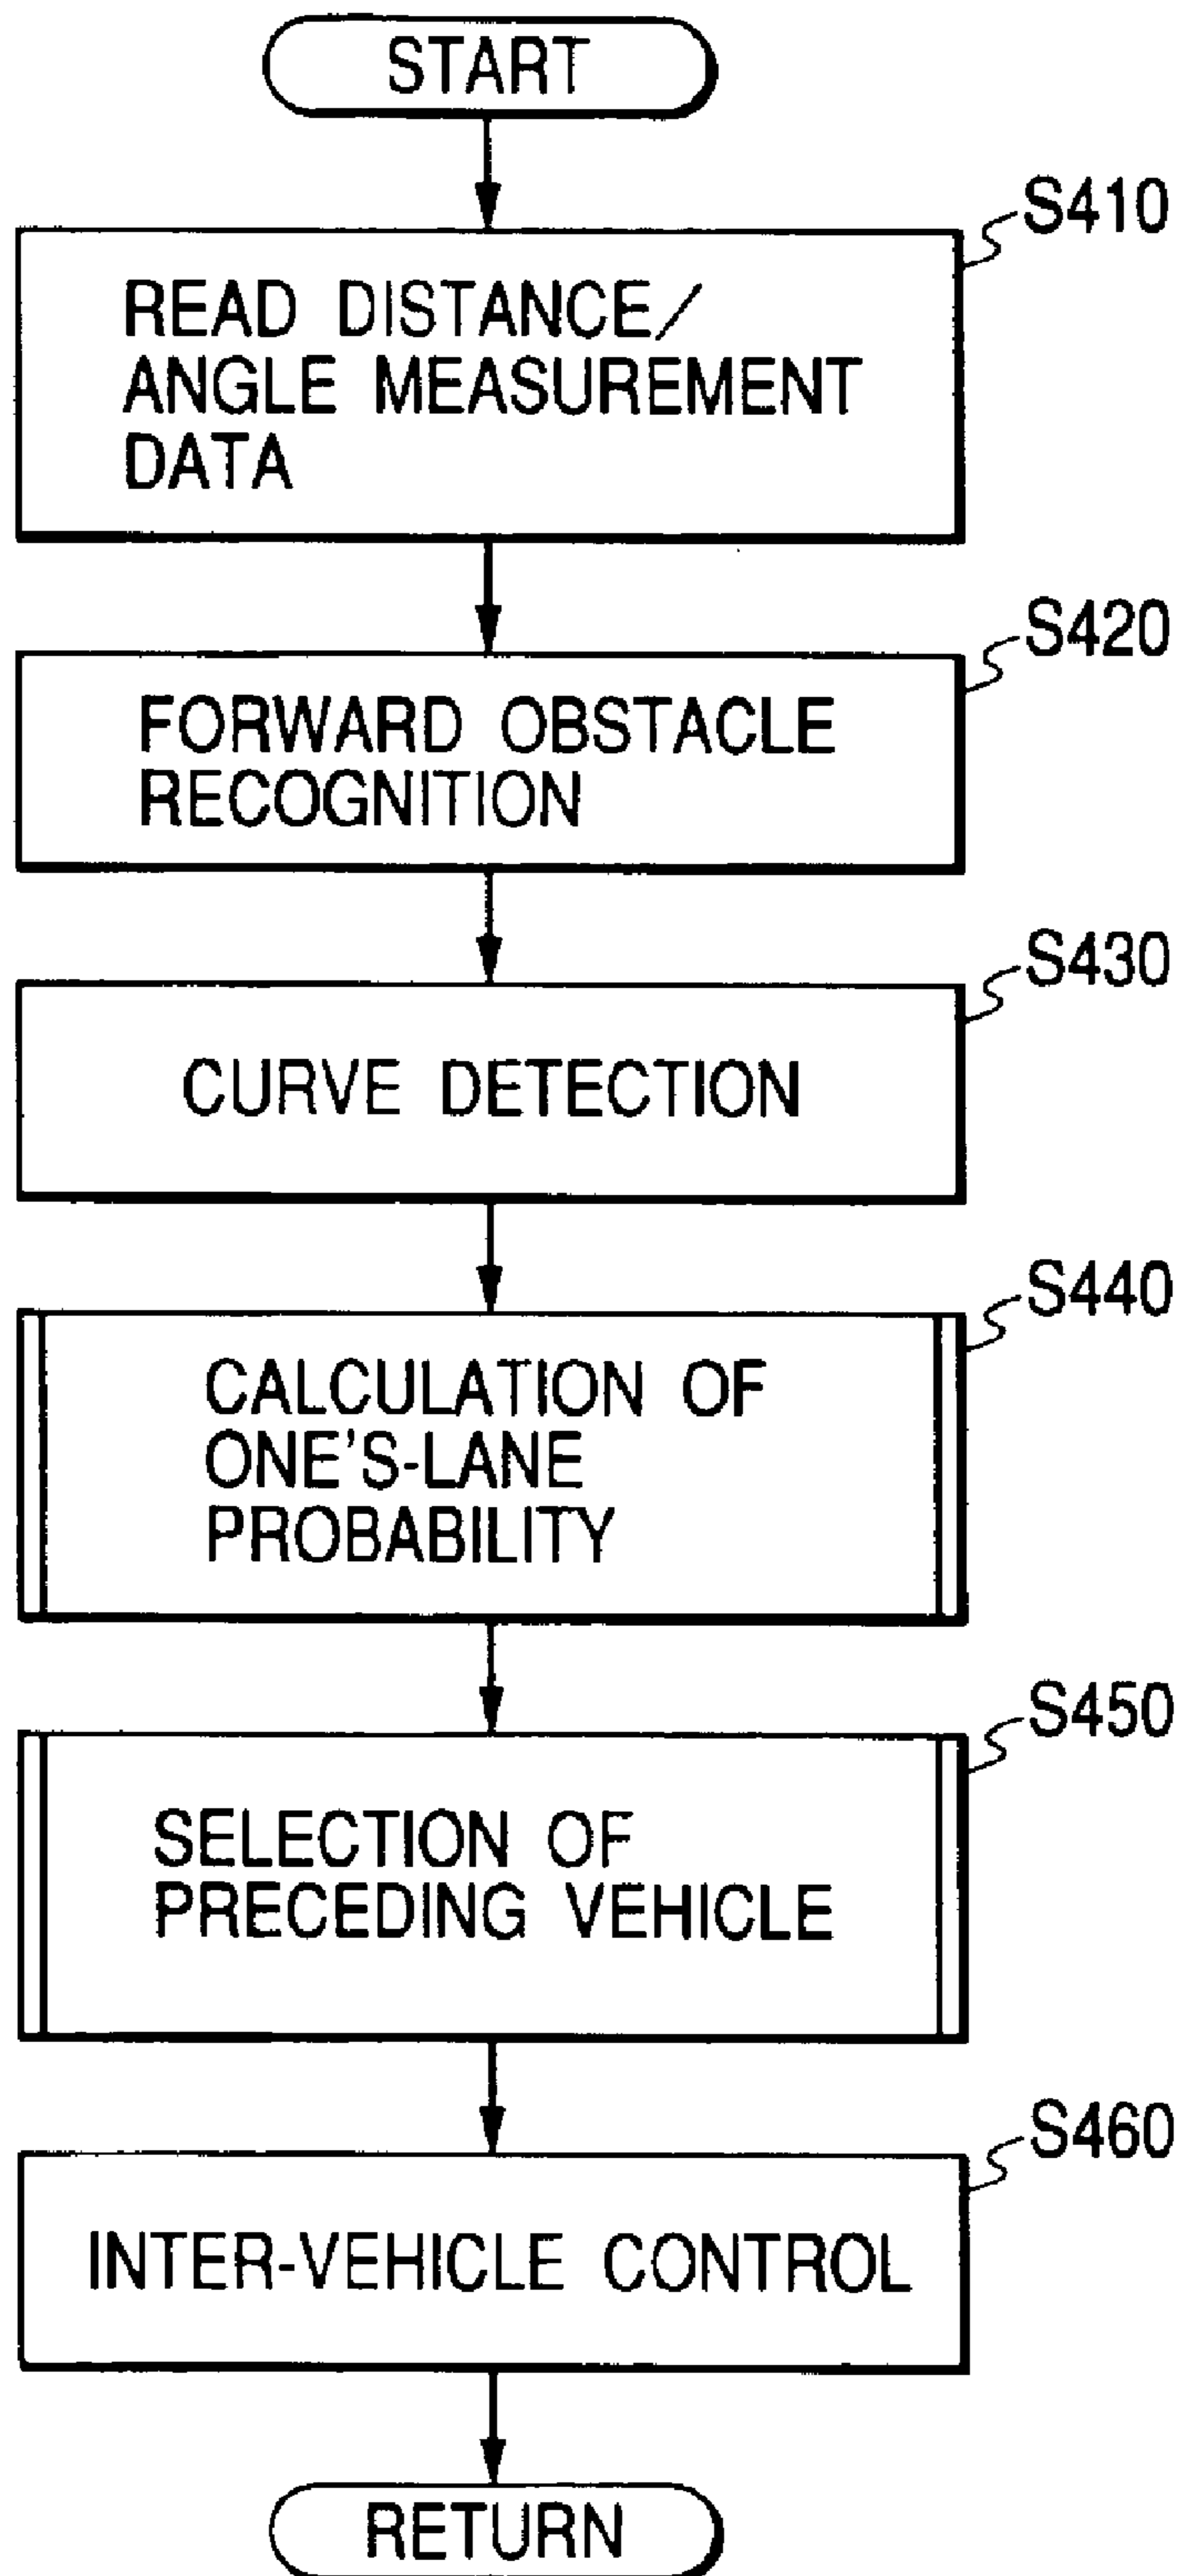 START
S410
READ DISTANCE/
ANGLE MEASUREMENT
DATA
S420
FORWARD OBSTACLE
RECOGNITION
S430
CURVE DETECTION
S440
CALCULATION OF
ONE'S-LANE
PROBABILITY
S450
SELECTION OF
PRECEDING VEHICLE
S460
INTER-VEHICLE CONTROL
RETURN